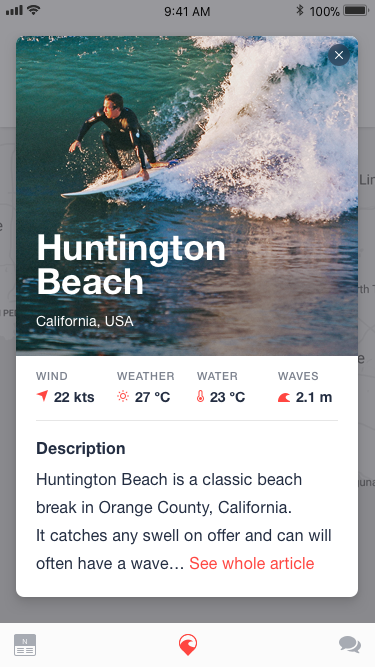 9:41 AM
100%
Huntington
Beach
California, USA
WIND
WEATHER
WATER
WAVES
22 kts
27 °C
23 °C
2.1 m
Description
Huntington Beach is a classic beach
break in Orange County, California.
It catches any swell on offer and can will
often have a wave… See whole article
N